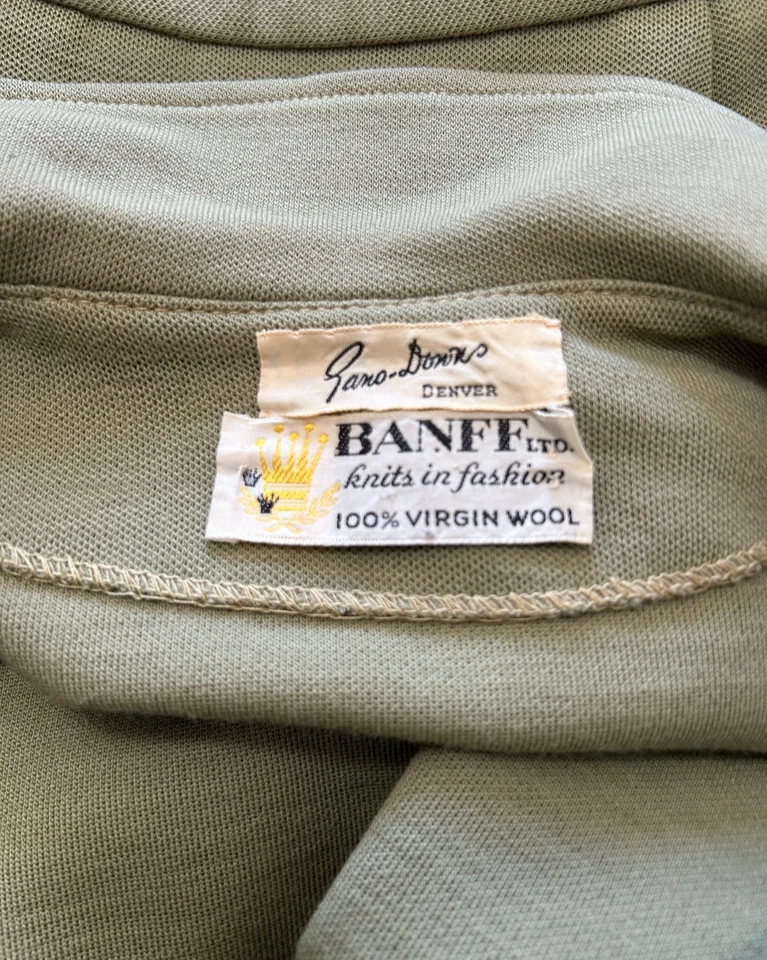 Gano-Downs
DENVER
BANFF LTD.
knits in fashion
100% VIRGIN WOOL